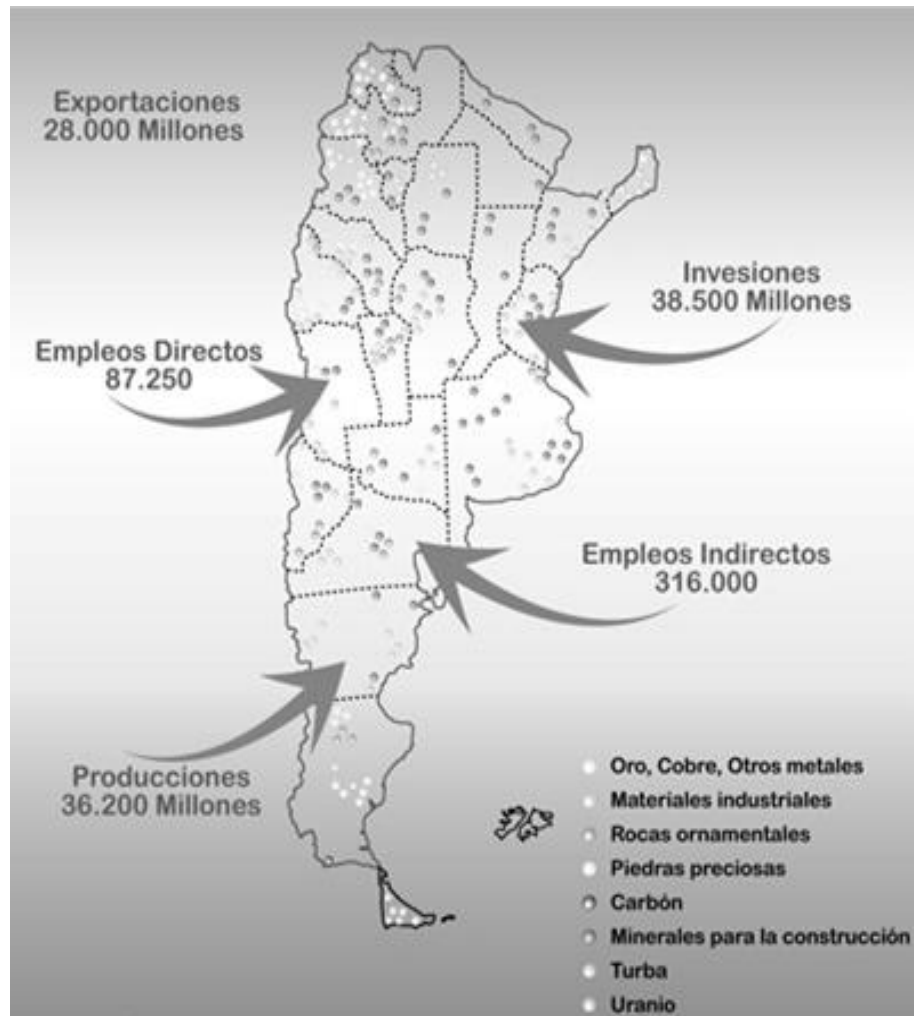 Exportaciones
28.000 Millones
Invesiones
38.500 Millones
Empleos Directos
87.250
Empleos Indirectos
316.000
Producciones
36.200 Millones
Oro, Cobre, Otros metales
Materiales industriales
Rocas ornamentales
Piedras preciosas
Carbón
Minerales para la construcción
Turba
Uranio